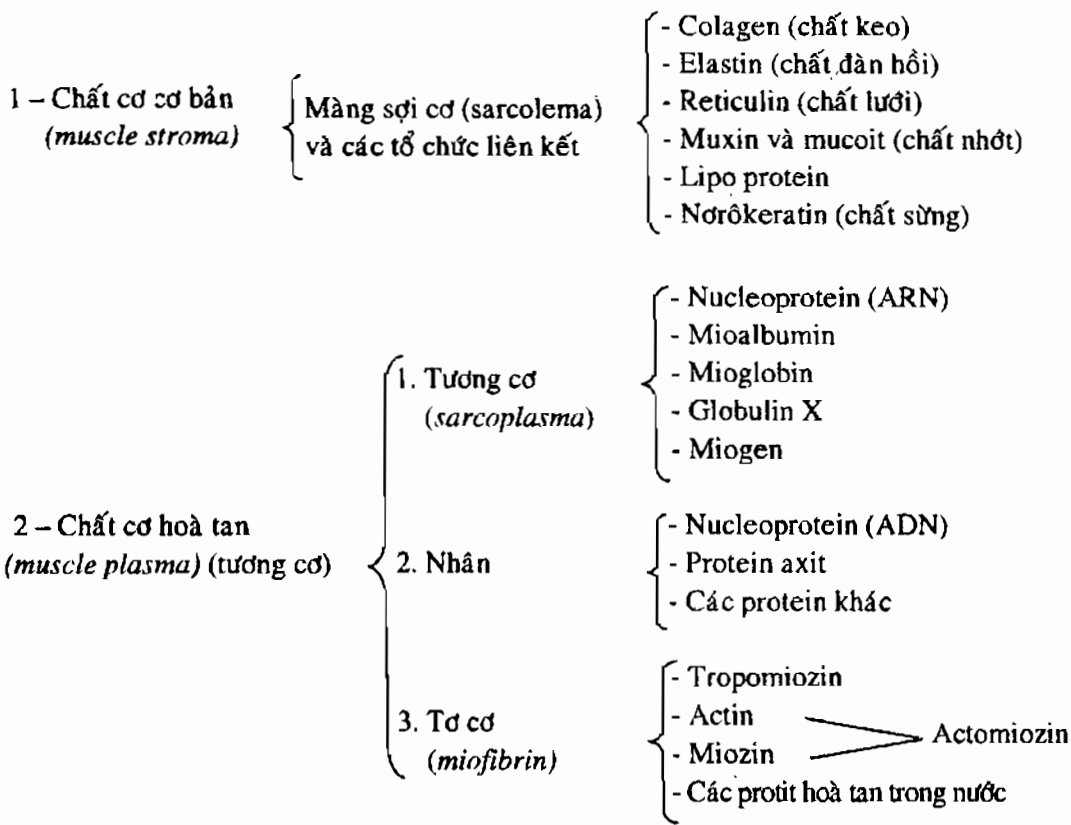 1 – Chất cơ cơ bản
(muscle stroma)
Màng sợi cơ (sarcolema)
và các tổ chức liên kết
- Colagen (chất keo)
- Elastin (chất đàn hồi)
- Reticulin (chất lưới)
- Muxin và mucoit (chất nhớt)
- Lipo protein
- Nơrôkeratin (chất sừng)
2 – Chất cơ hoà tan
(muscle plasma) (tương cơ)
1. Tương cơ
(sarcoplasma)
- Nucleoprotein (ARN)
- Mioalbumin
- Mioglobin
- Globulin X
- Miogen
2. Nhân
- Nucleoprotein (ADN)
- Protein axit
- Các protein khác
3. Tơ cơ
(miofibrin)
- Tropomiozin
- Actin
- Miozin
Actomiozin
- Các protit hoà tan trong nước